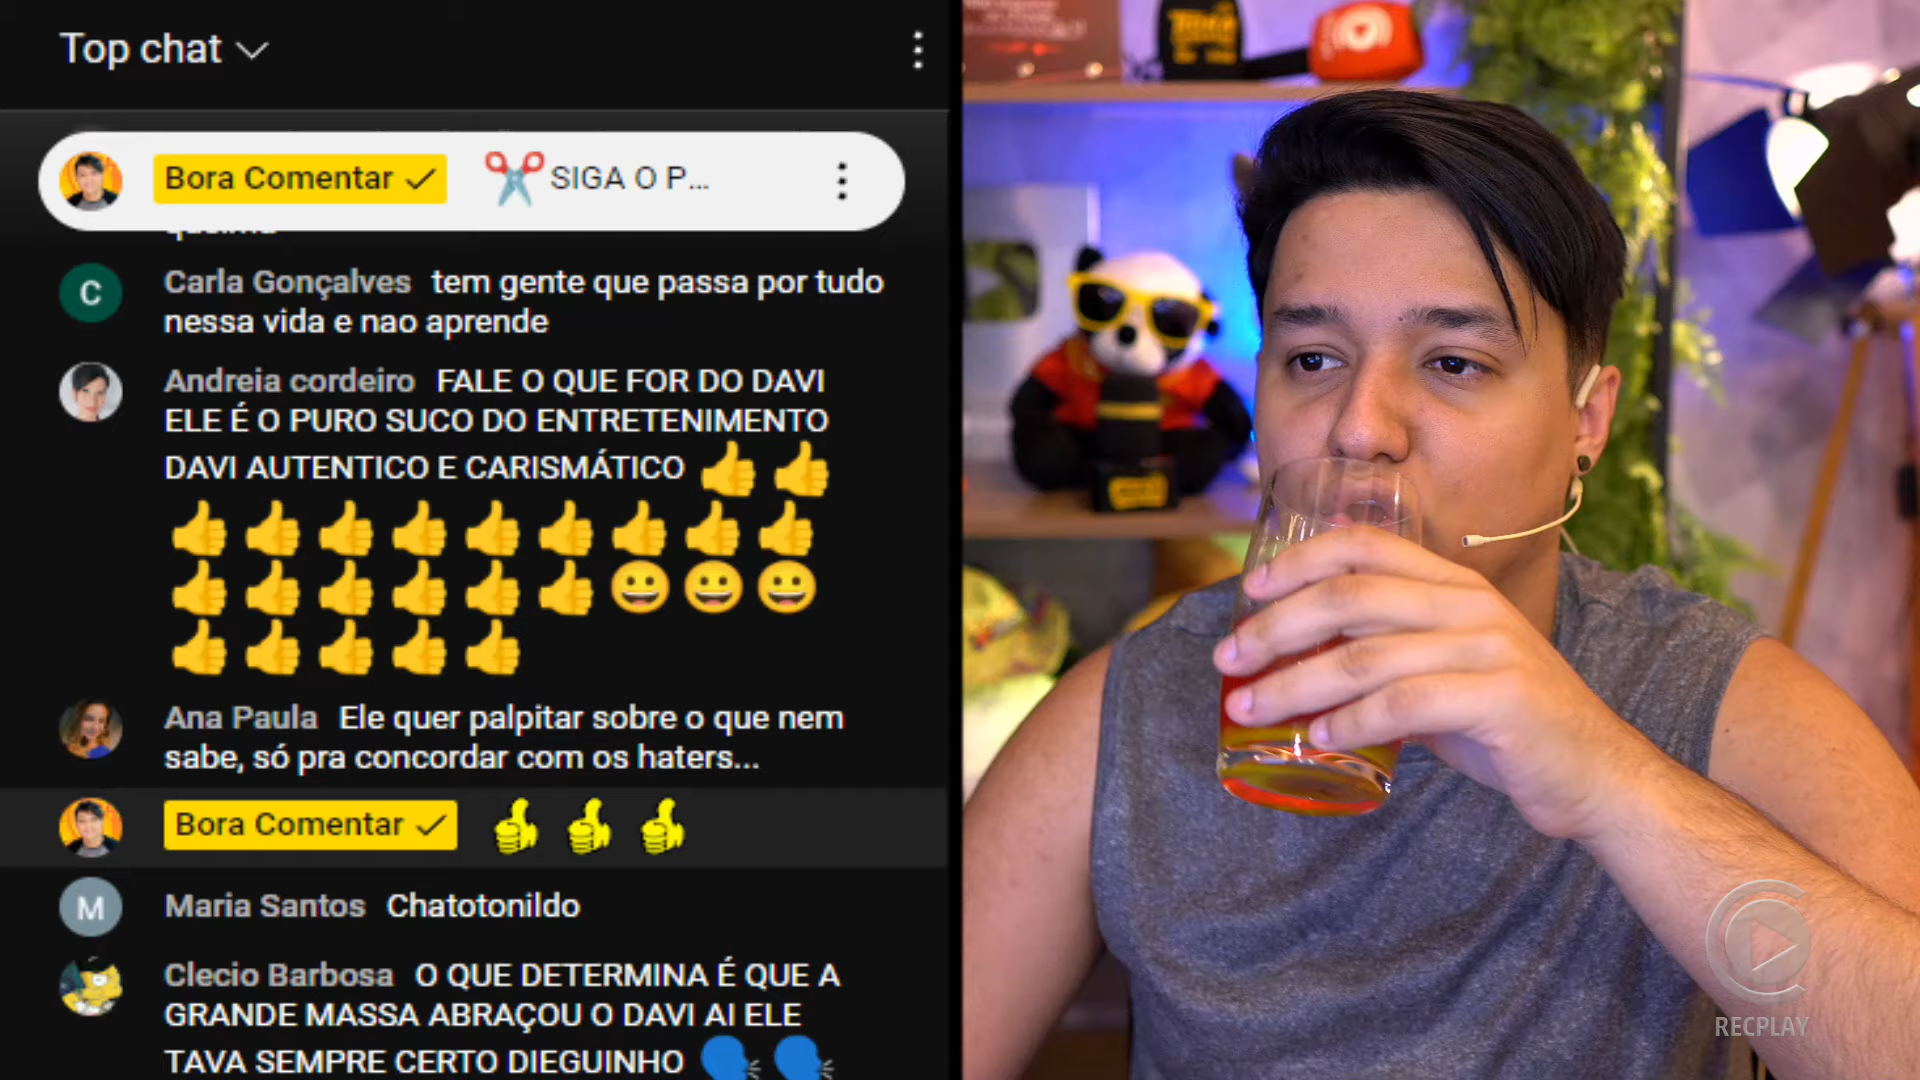 Top chat
Bora Comentar
SIGA O P...
Carla Gonçalves tem gente que passa por tudo
nessa vida e nao aprende
Andreia cordeiro FALE O QUE FOR DO DAVI
ELE É O PURO SUCO DO ENTRETENIMENTO
DAVI AUTENTICO E CARISMÁTICO
Ana Paula Ele quer palpitar sobre o que nem
sabe, só pra concordar com os haters...
Bora Comentar
Maria Santos Chatotonildo
Clecio Barbosa O QUE DETERMINA É QUE A
GRANDE MASSA ABRAÇOU O DAVI AI ELE
TAVA SEMPRE CERTO DIEGUINHO
C
M
RECPLAY